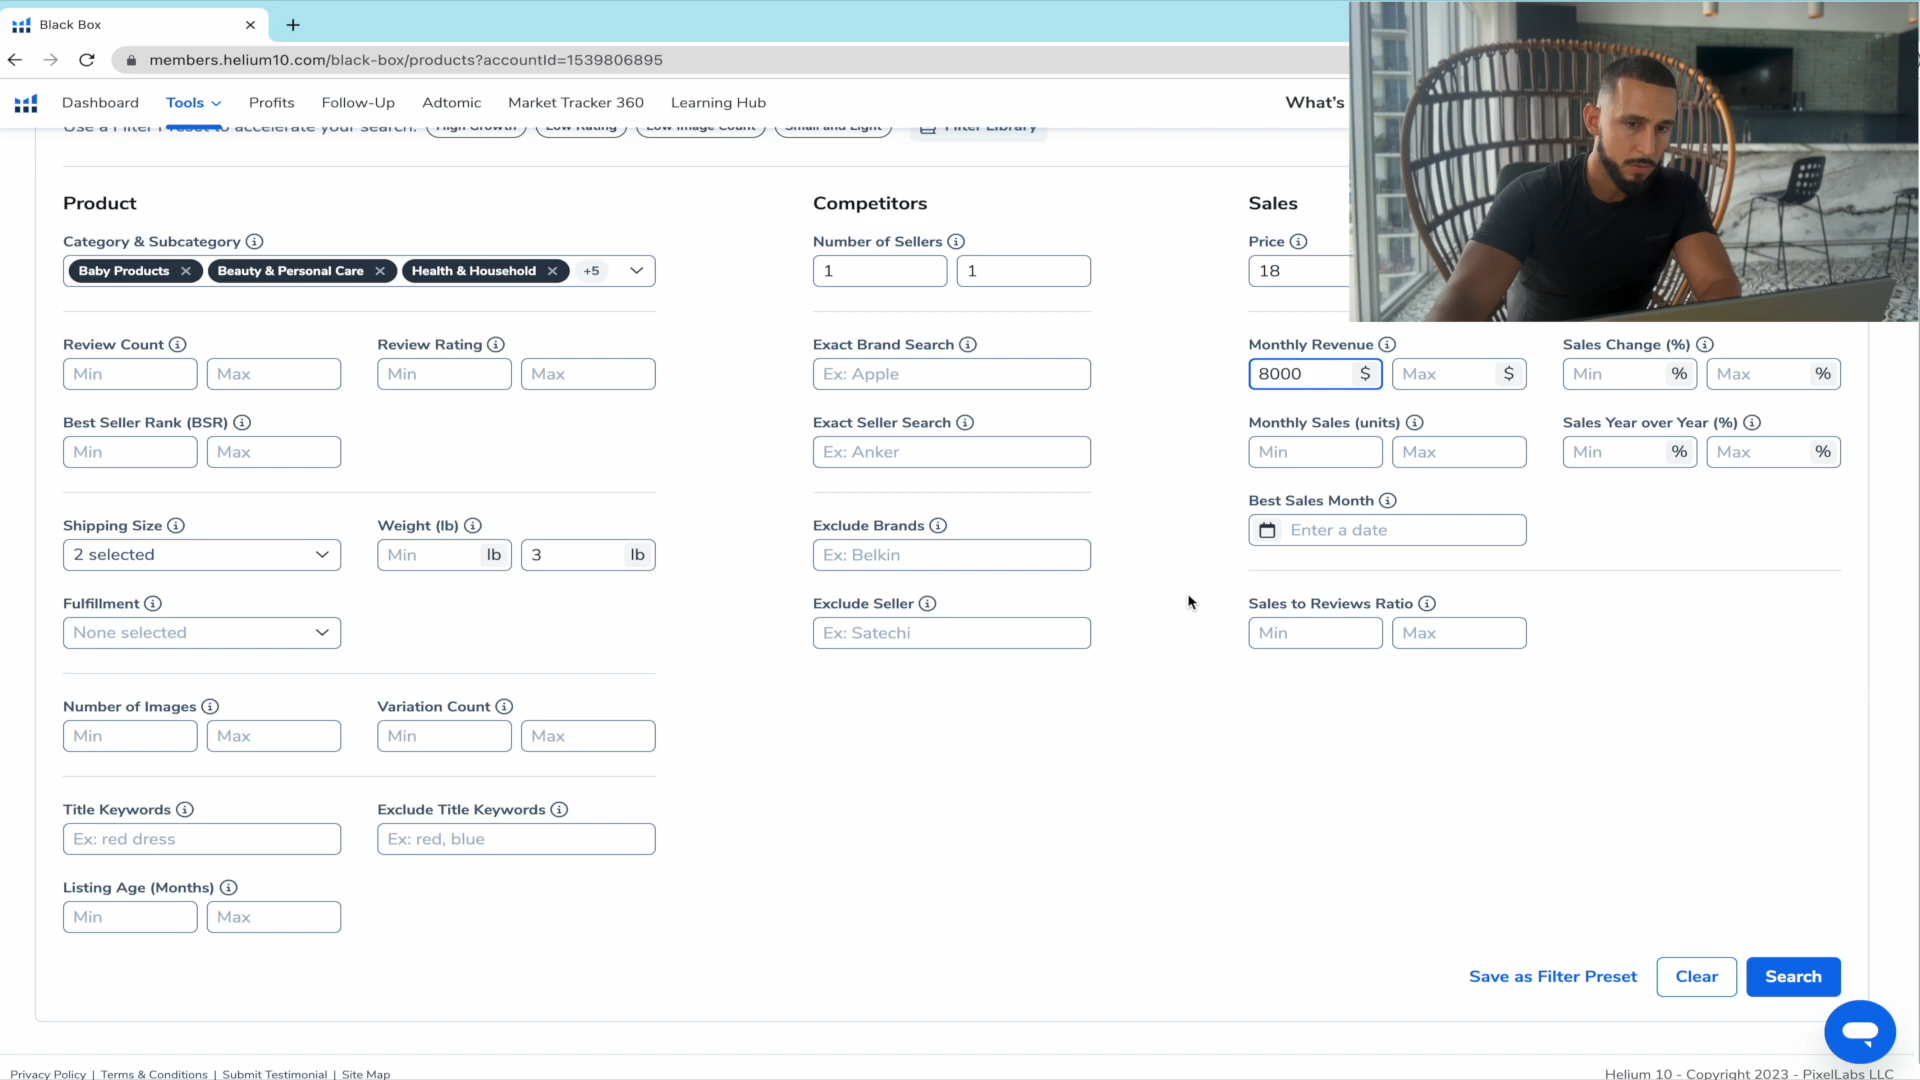 Black Box
members.helium10.com/black-box/products?accountId=1539806895
Dashboard Tools Profits Follow-Up Adtomic Market Tracker 360 Learning Hub What's
Use a Filter Preset to accelerate your search: High Growth Low Rating Low Image Count Small and Light Filter Library
Product Competitors Sales
Category & Subcategory Number of Sellers Price
Baby Products Beauty & Personal Care Health & Household +5 1 1 18
Review Count Review Rating Exact Brand Search Monthly Revenue Sales Change (%)
Min Max Min Max Ex: Apple 8000 $ Max $ Min % Max %
Best Seller Rank (BSR) Exact Seller Search Monthly Sales (units) Sales Year over Year (%)
Min Max Ex: Anker Min Max Min % Max %
Best Sales Month
Shipping Size Weight (lb) Exclude Brands Enter a date
2 selected Min lb 3 lb Ex: Belkin
Fulfillment Exclude Seller Sales to Reviews Ratio
None selected Ex: Satechi Min Max
Number of Images Variation Count
Min Max Min Max
Title Keywords Exclude Title Keywords
Ex: red dress Ex: red, blue
Listing Age (Months)
Min Max
Save as Filter Preset Clear Search
Privacy Policy | Terms & Conditions | Submit Testimonial | Site Map Helium 10 - Copyright 2023 - PixelLabs LLC